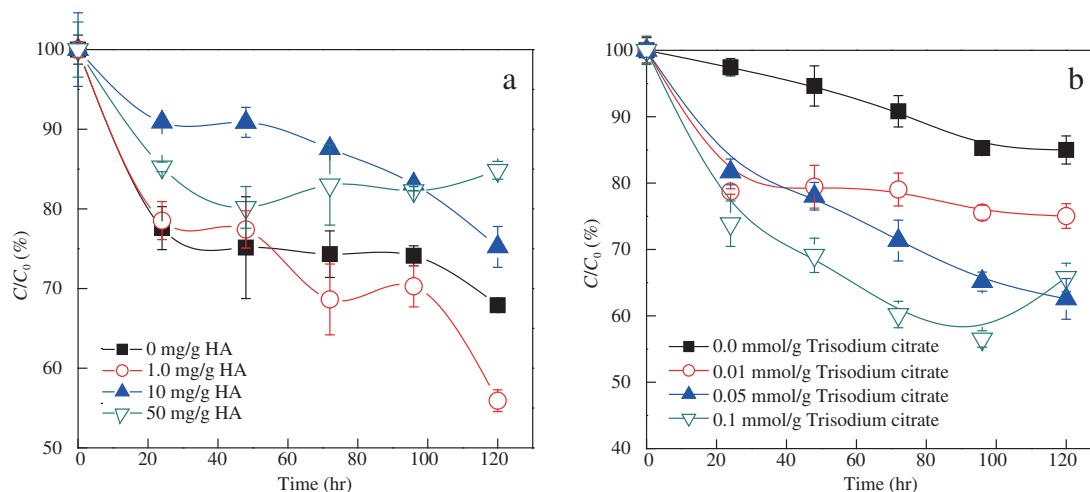 a
100
90
80
70
60
50
C/C0 (%)
0 mg/g HA
1.0 mg/g HA
10 mg/g HA
50 mg/g HA
0 20 40 60 80 100 120
Time (hr)
b
100
90
80
70
60
50
40
C/C0 (%)
0.0 mmol/g Trisodium citrate
0.01 mmol/g Trisodium citrate
0.05 mmol/g Trisodium citrate
0.1 mmol/g Trisodium citrate
0 20 40 60 80 100 120
Time (hr)